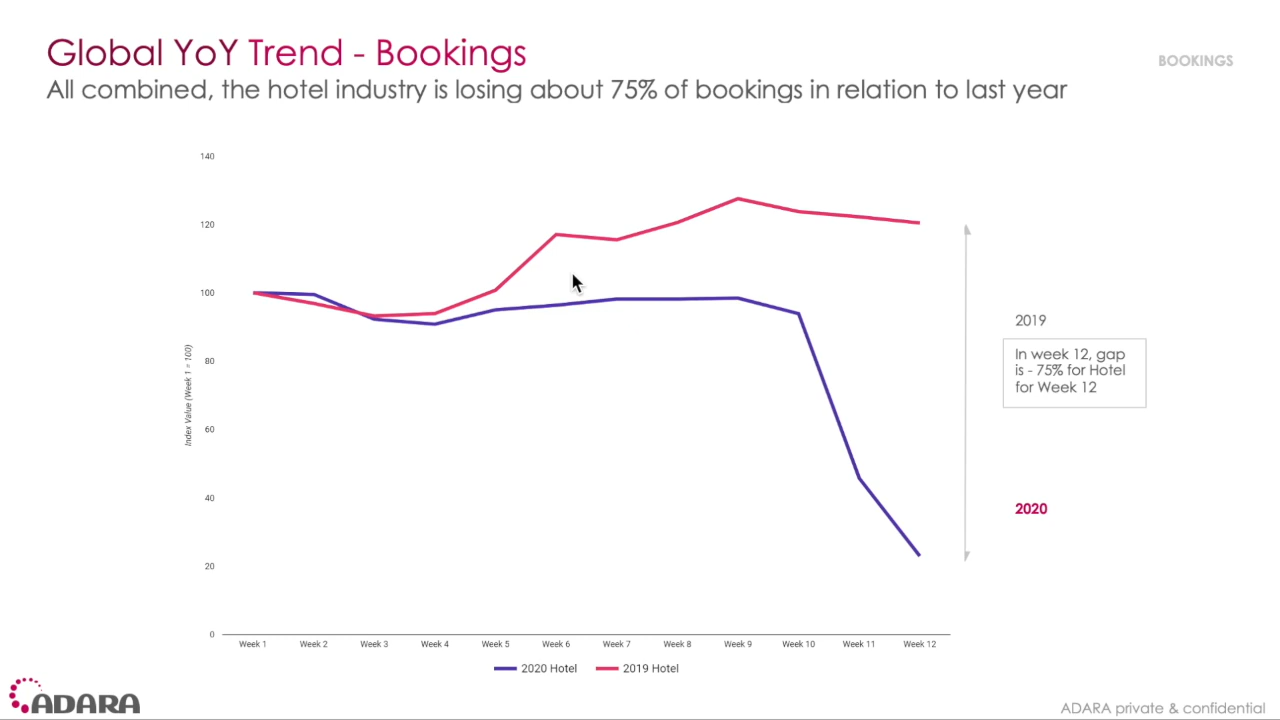 Global YoY Trend - Bookings
BOOKINGS
All combined, the hotel industry is losing about 75% of bookings in relation to last year
140
120
100
80
60
40
20
0
Index Value (Week 1 = 100)
2019
In week 12, gap
is - 75% for Hotel
for Week 12
2020
Week 1 Week 2 Week 3 Week 4 Week 5 Week 6 Week 7 Week 8 Week 9 Week 10 Week 11 Week 12
2020 Hotel 2019 Hotel
ADARA
ADARA private & confidential